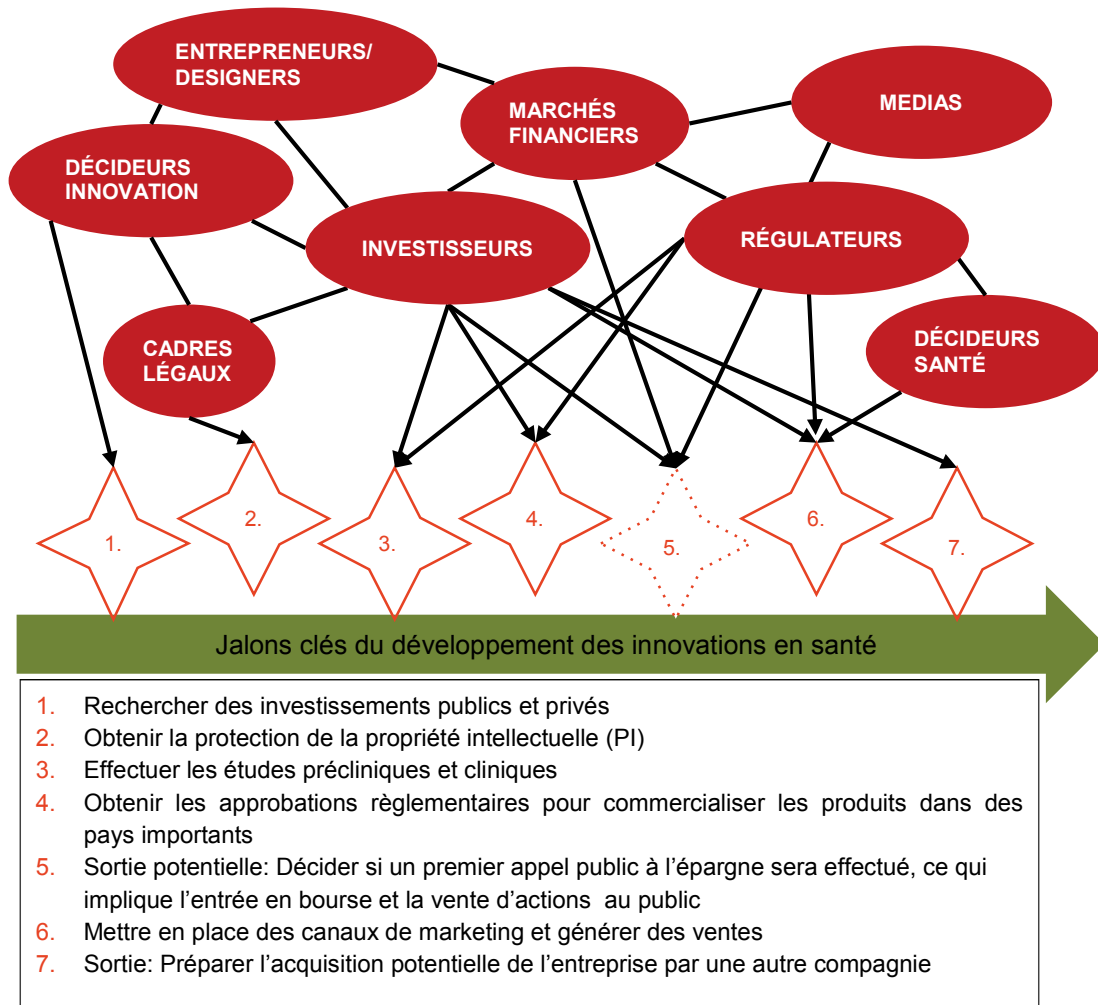 ENTREPRENEURS/
DESIGNERS
MARCHÉS
FINANCIERS
MEDIAS
DÉCIDEURS
INNOVATION
INVESTISSEURS
RÉGULATEURS
CADRES
LÉGAUX
DÉCIDEURS
SANTÉ
1.
2.
3.
4.
5.
6.
7.
Jalons clés du développement des innovations en santé
1. Rechercher des investissements publics et privés
2. Obtenir la protection de la propriété intellectuelle (PI)
3. Effectuer les études précliniques et cliniques
4. Obtenir les approbations règlementaires pour commercialiser les produits dans des
pays importants
5. Sortie potentielle: Décider si un premier appel public à l'épargne sera effectué, ce qui
implique l'entrée en bourse et la vente d'actions au public
6. Mettre en place des canaux de marketing et générer des ventes
7. Sortie: Préparer l'acquisition potentielle de l'entreprise par une autre compagnie